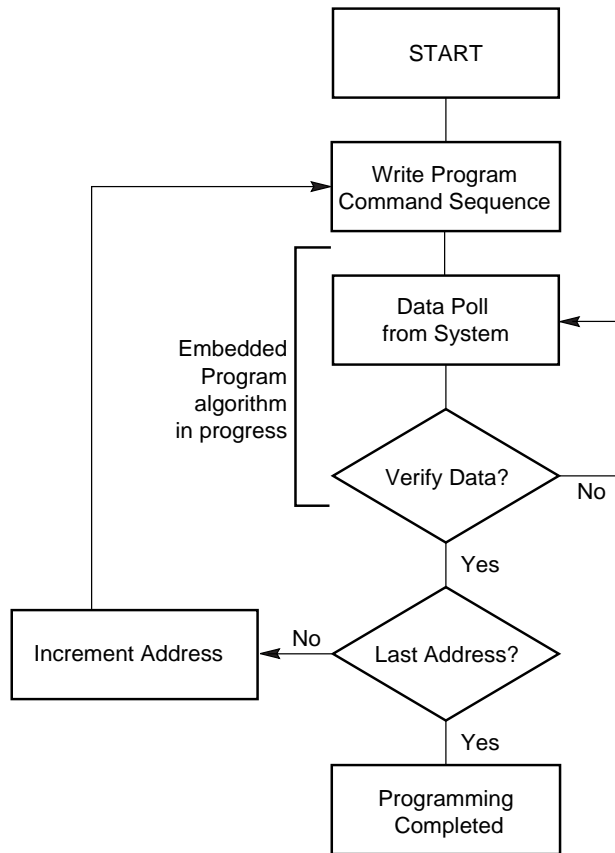 START
Write Program
Command Sequence
Data Poll
from System
Embedded
Program
algorithm
in progress
Verify Data?
No
Yes
No
Increment Address
Last Address?
Yes
Programming
Completed